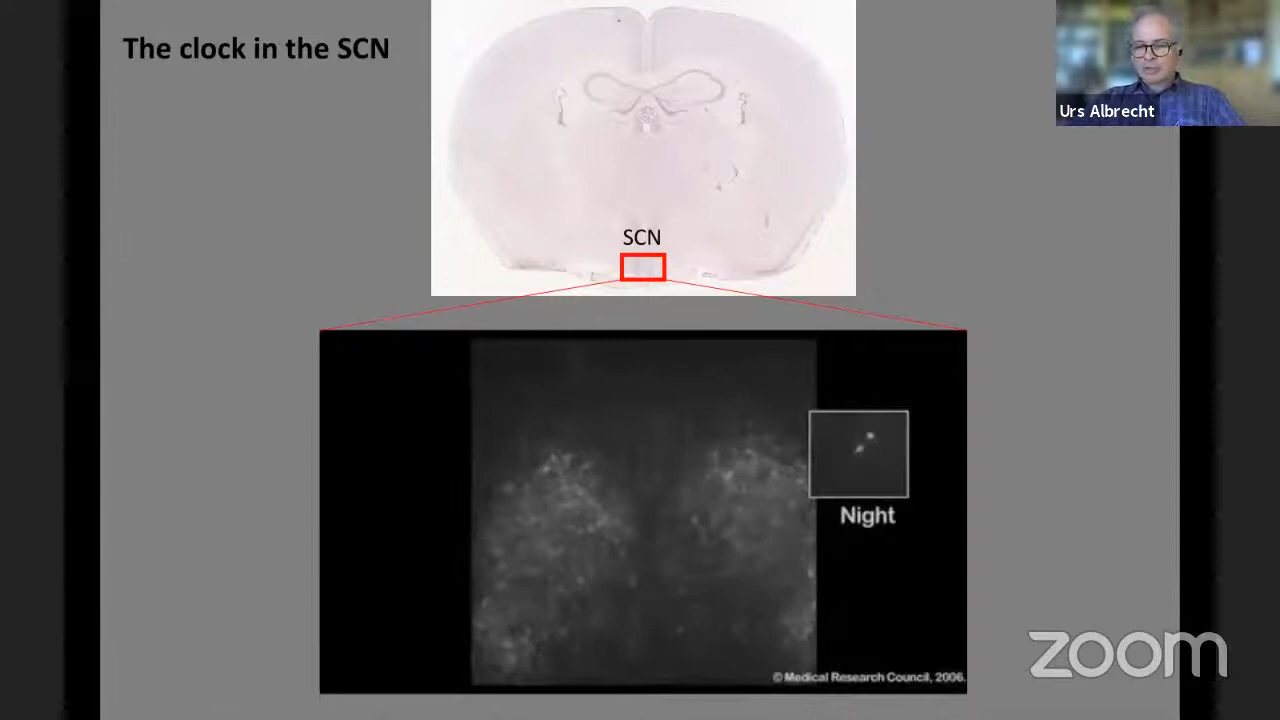 The clock in the SCN
Urs Albrecht
SCN
Night
© Medical Research Council, 2006.
zoom